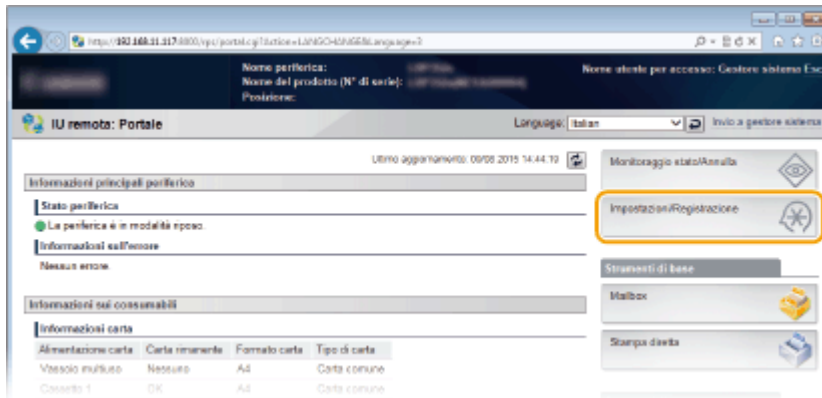 http://192.168.11.117:8000/rps/portal.cgi?action=LANGCHANGE&Language=3
Nome periferica:
Nome del prodotto (N° di serie):
Posizione:
Nome utente per accesso: Gestore sistema Esc
IU remota: Portale
Language: Italian
Invio a gestore sistema
Ultimo aggiornamento: 09/08 2015 14:44:19
Informazioni principali periferica
Stato periferica
La periferica è in modalità riposo.
Informazioni sull'errore
Nessun errore.
Informazioni sui consumabili
Informazioni carta
Alimentazione carta Carta rimanente Formato carta Tipo di carta
Vassoio multiuso Nessuno A4 Carta comune
Cassetto 1 OK A4 Carta comune
Monitoraggio stato/Annulla
Impostazioni/Registrazione
Strumenti di base
Mailbox
Stampa diretta